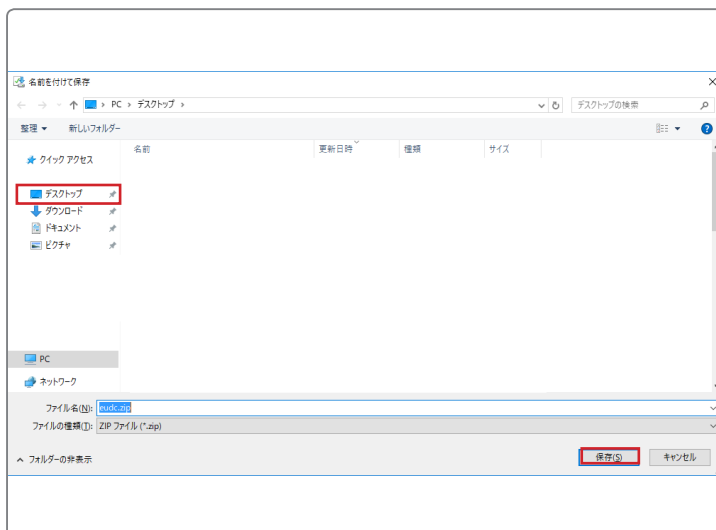 名前を付けて保存
PC › デスクトップ ›
デスクトップの検索
整理 新しいフォルダー
名前 更新日時 種類 サイズ
クイック アクセス
デスクトップ
ダウンロード
ドキュメント
ピクチャ
PC
ネットワーク
ファイル名(N): eudc.zip
ファイルの種類(T): ZIP ファイル (*.zip)
フォルダーの非表示
保存(S) キャンセル